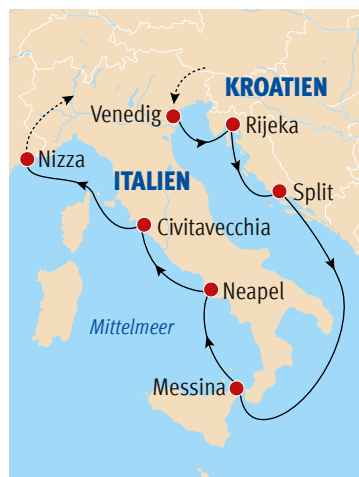 KROATIEN
Venedig
Rijeka
Nizza
ITALIEN
Split
Civitavecchia
Neapel
Mittelmeer
Messina